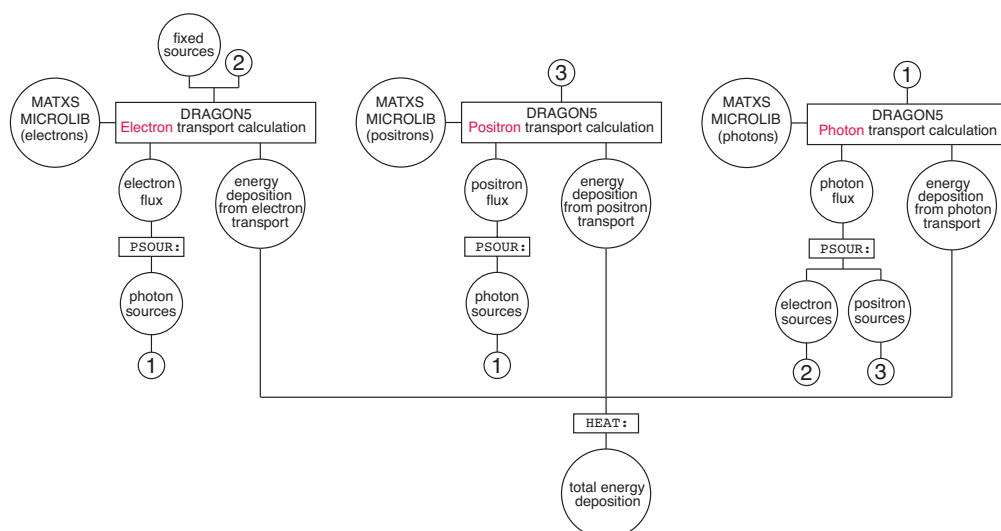 fixed
sources
2
MATXS
MICROLIB
(electrons)
DRAGON5
Electron transport calculation
electron
flux
energy
deposition
from electron
transport
PSOUR:
photon
sources
1
3
MATXS
MICROLIB
(positrons)
DRAGON5
Positron transport calculation
positron
flux
energy
deposition
from positron
transport
PSOUR:
photon
sources
1
1
MATXS
MICROLIB
(photons)
DRAGON5
Photon transport calculation
photon
flux
energy
deposition
from photon
transport
PSOUR:
electron
sources
positron
sources
2
3
HEAT:
total energy
deposition